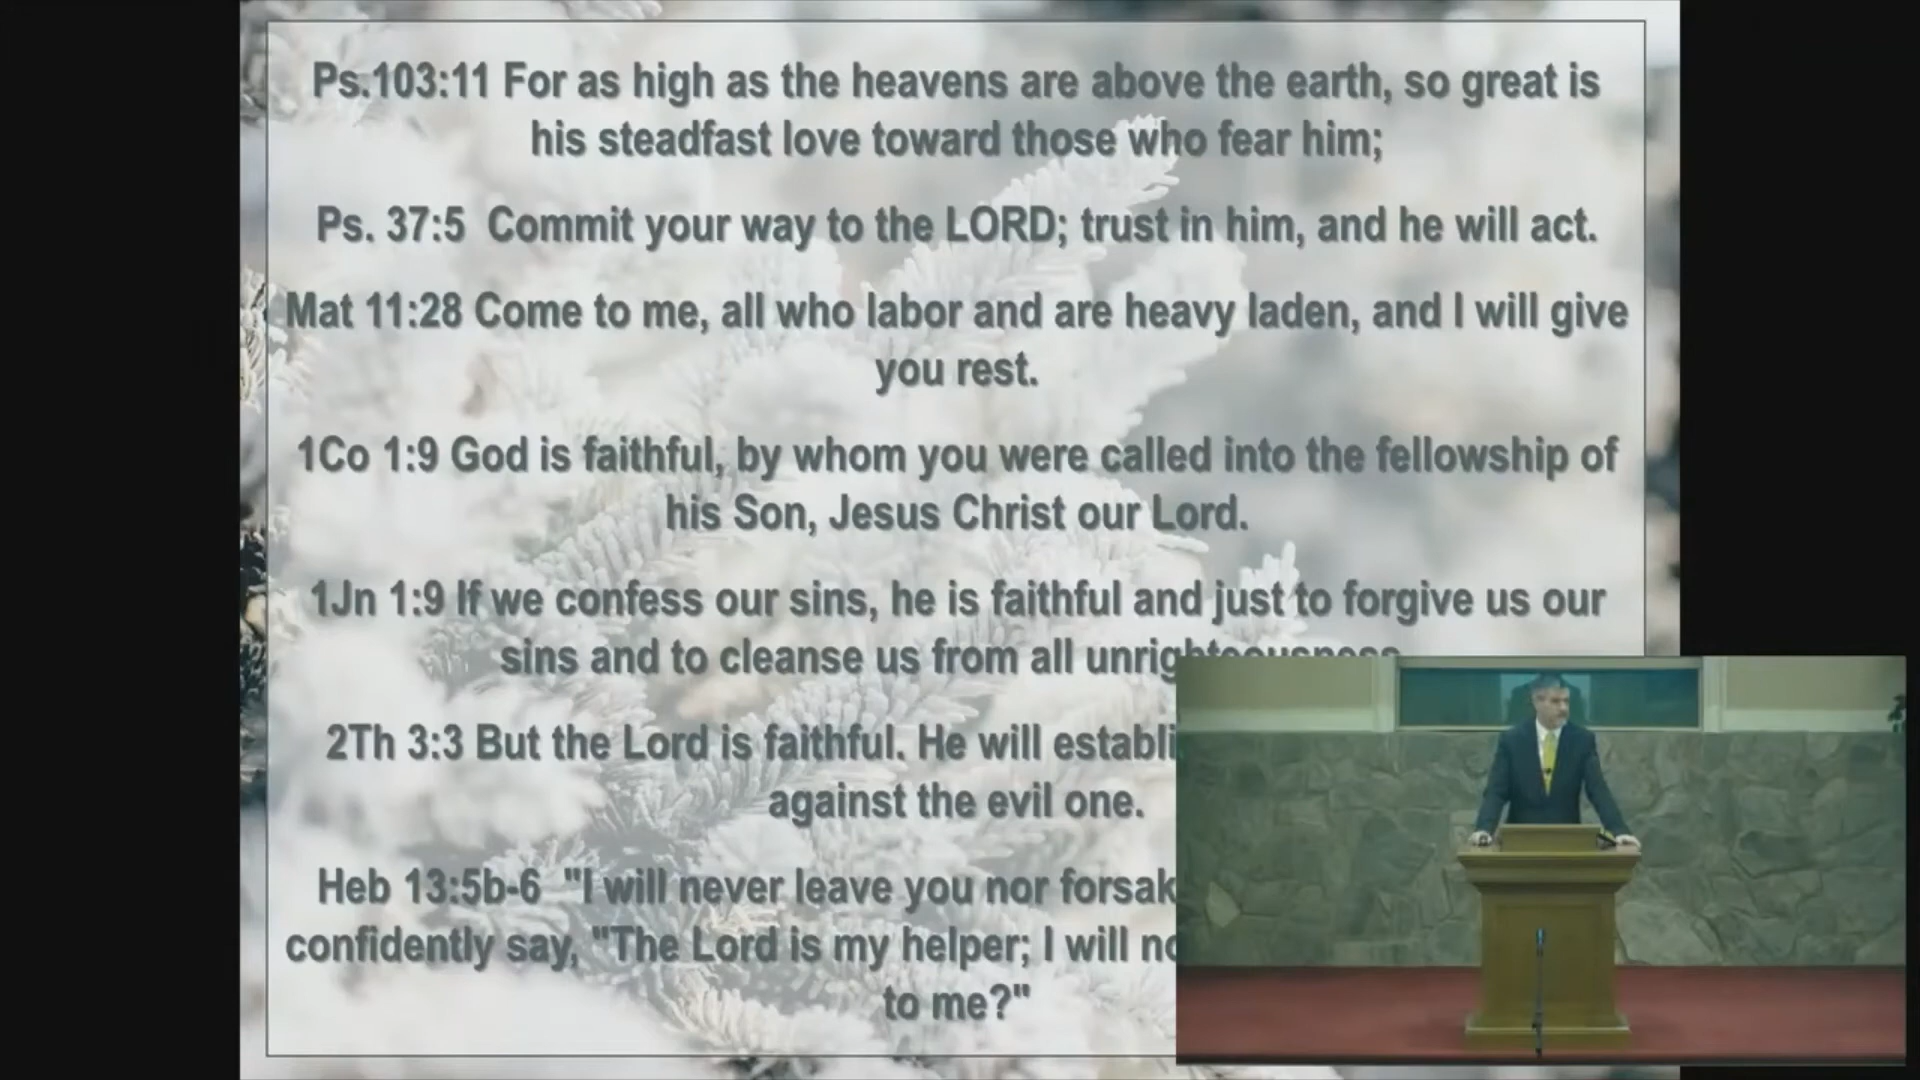 Ps.103:11 For as high as the heavens are above the earth, so great is
his steadfast love toward those who fear him;
Ps. 37:5 Commit your way to the LORD; trust in him, and he will act.
Mat 11:28 Come to me, all who labor and are heavy laden, and I will give
you rest.
1Co 1:9 God is faithful, by whom you were called into the fellowship of
his Son, Jesus Christ our Lord.
1Jn 1:9 If we confess our sins, he is faithful and just to forgive us our
sins and to cleanse us from all unrighteousness.
2Th 3:3 But the Lord is faithful. He will
against the evil one.
Heb 13:5b-6 "I will never leave you nor
confidently say, "The Lord is my helper; I will
to me?"